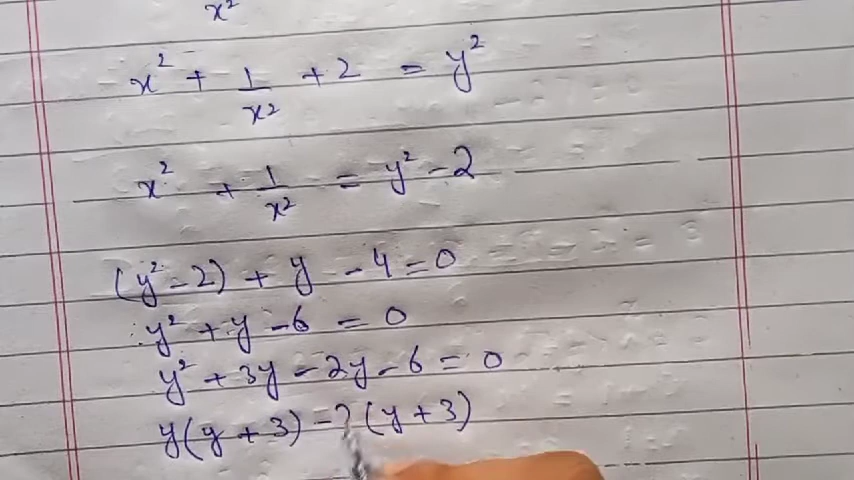 x²
x² + 1/x² + 2 = y²
x² + 1/x² = y² - 2
(y² - 2) + y - 4 = 0
y² + y - 6 = 0
y² + 3y - 2y - 6 = 0
y(y + 3) - 2(y + 3)